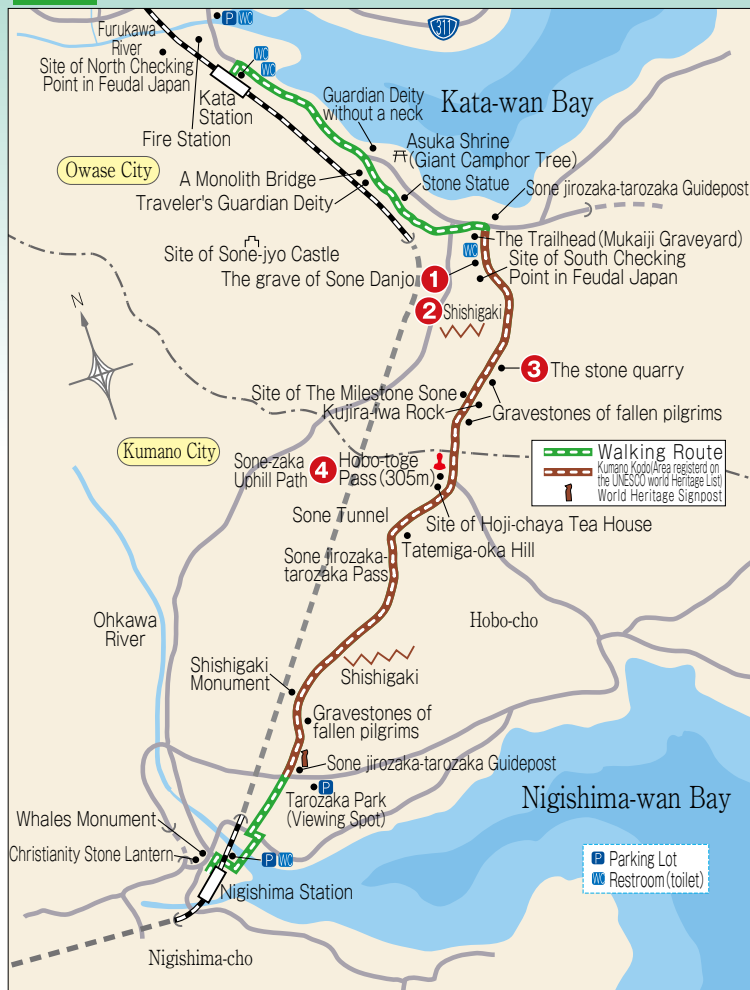 P WC
311
Furukawa
River
Site of North Checking
Point in Feudal Japan
WC
WC
Kata
Station
Fire Station
Guardian Deity
without a neck
Kata-wan Bay
Asuka Shrine
(Giant Camphor Tree)
Owase City
A Monolith Bridge
Traveler's Guardian Deity
Stone Statue
Sone jirozaka-tarozaka Guidepost
Site of Sone-jyo Castle
The Trailhead (Mukaiji Graveyard)
WC
Site of South Checking
Point in Feudal Japan
The grave of Sone Danjo 1
2 Shishigaki
N
3 The stone quarry
Site of The Milestone Sone
Kujira-iwa Rock
Gravestones of fallen pilgrims
Kumano City
Sone-zaka
Uphill Path
4 Hobo-toge
Pass (305m)
Walking Route
Kumano Kodo(Area registerd on
the UNESCO world Heritage List)
World Heritage Signpost
Sone Tunnel
Site of Hoji-chaya Tea House
Tatemiga-oka Hill
Sone jirozaka-
tarozaka Pass
Ohkawa
River
Hobo-cho
Shishigaki
Monument
Shishigaki
Gravestones of
fallen pilgrims
Sone jirozaka-tarozaka Guidepost
P
Tarozaka Park
(Viewing Spot)
Nigishima-wan Bay
Whales Monument
Christianity Stone Lantern
P WC
Nigishima Station
P Parking Lot
WC Restroom (toilet)
Nigishima-cho